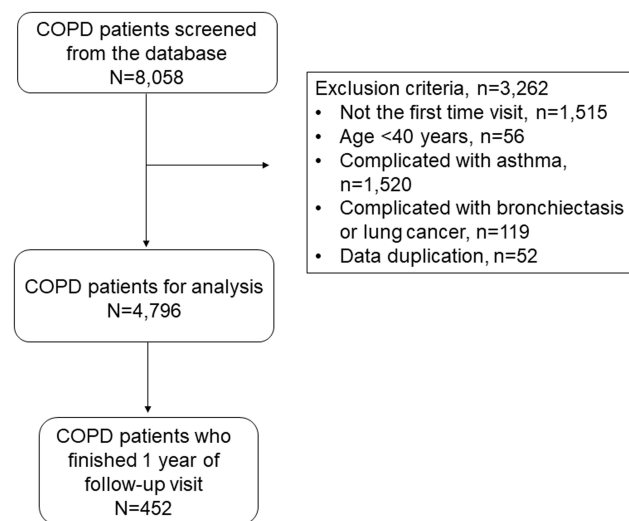 COPD patients screened
from the database
N=8,058
Exclusion criteria, n=3,262
• Not the first time visit, n=1,515
• Age <40 years, n=56
• Complicated with asthma,
n=1,520
• Complicated with bronchiectasis
or lung cancer, n=119
• Data duplication, n=52
COPD patients for analysis
N=4,796
COPD patients who
finished 1 year of
follow-up visit
N=452